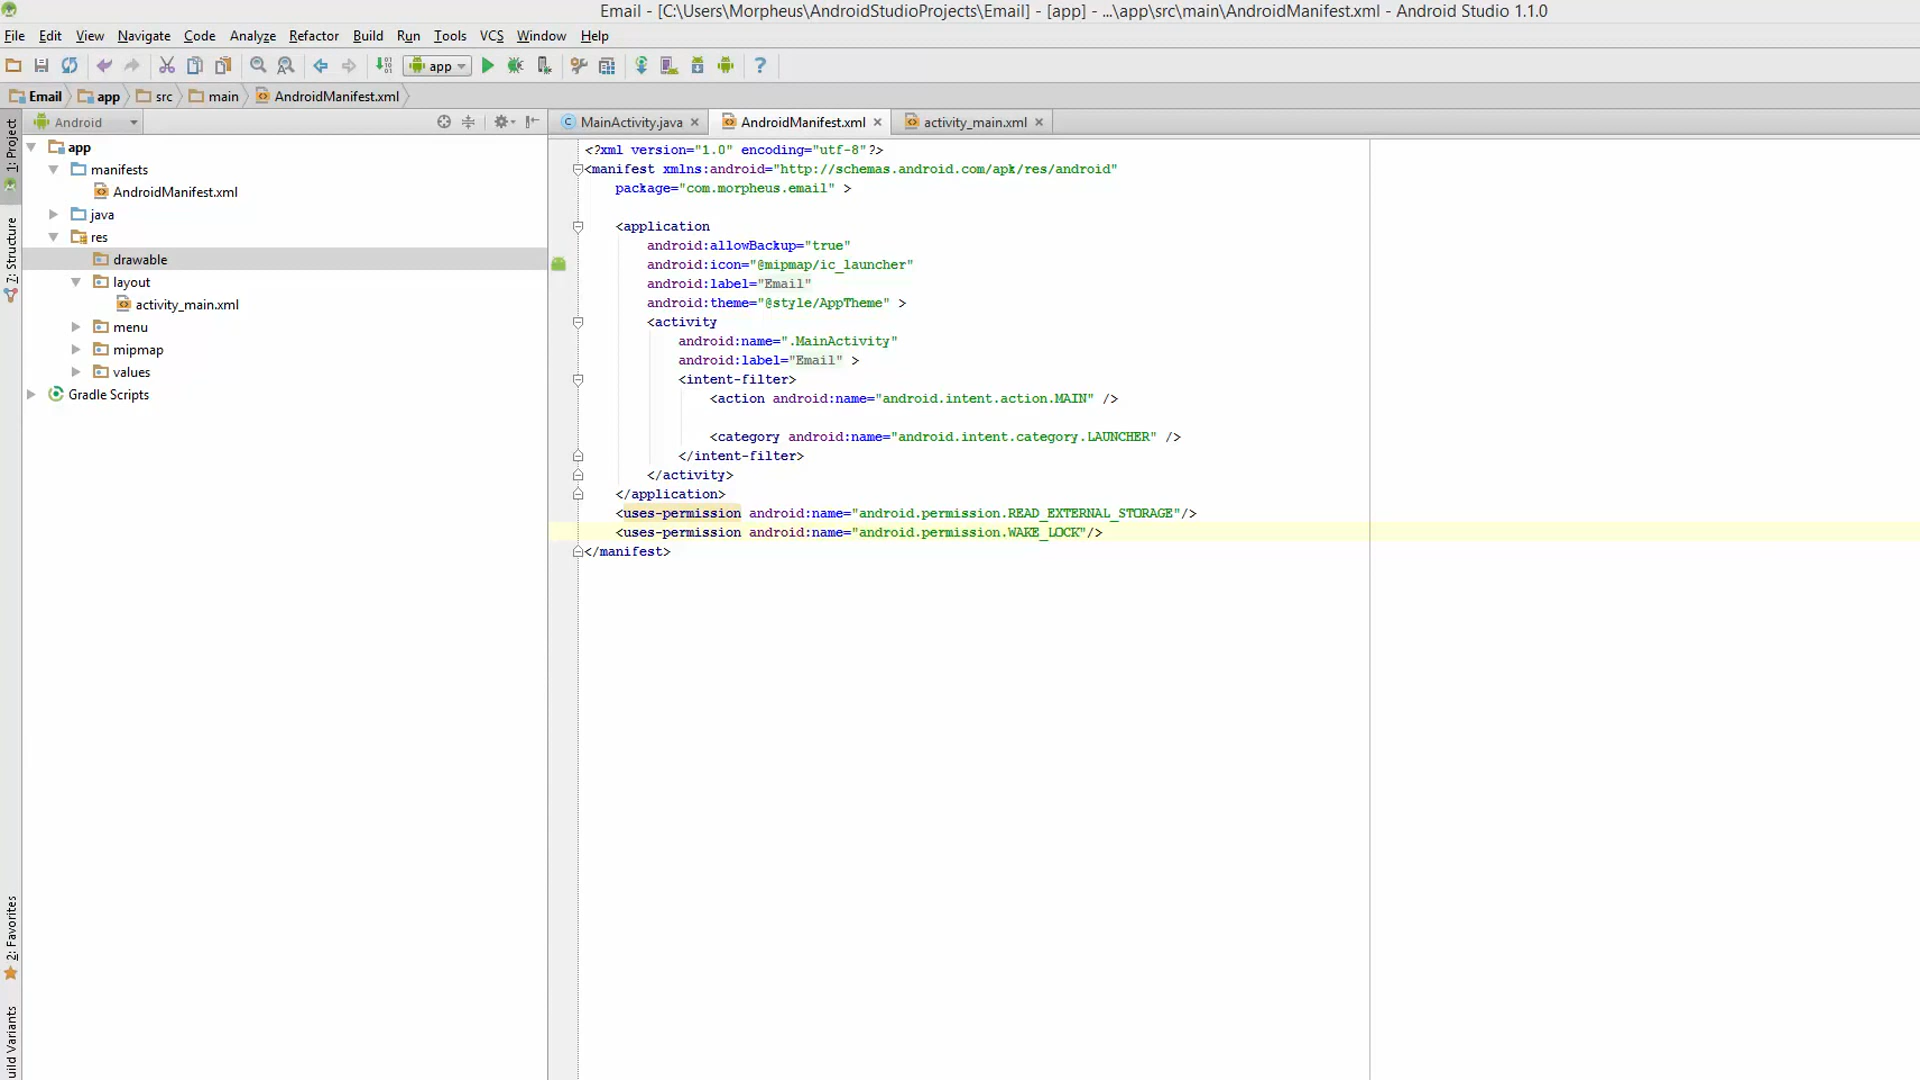 Email - [C:\Users\Morpheus\AndroidStudioProjects\Email] - [app] - ...\app\src\main\AndroidManifest.xml - Android Studio 1.1.0
File Edit View Navigate Code Analyze Refactor Build Run Tools VCS Window Help
app
Email app src main AndroidManifest.xml
Android
MainActivity.java AndroidManifest.xml activity_main.xml
1: Project
7: Structure
2: Favorites
uild Variants
app
manifests
AndroidManifest.xml
java
res
drawable
layout
activity_main.xml
menu
mipmap
values
Gradle Scripts
<?xml version="1.0" encoding="utf-8"?>
<manifest xmlns:android="http://schemas.android.com/apk/res/android"
package="com.morpheus.email" >
<application
android:allowBackup="true"
android:icon="@mipmap/ic_launcher"
android:label="Email"
android:theme="@style/AppTheme" >
<activity
android:name=".MainActivity"
android:label="Email" >
<intent-filter>
<action android:name="android.intent.action.MAIN" />
<category android:name="android.intent.category.LAUNCHER" />
</intent-filter>
</activity>
</application>
<uses-permission android:name="android.permission.READ_EXTERNAL_STORAGE"/>
<uses-permission android:name="android.permission.WAKE_LOCK"/>
</manifest>